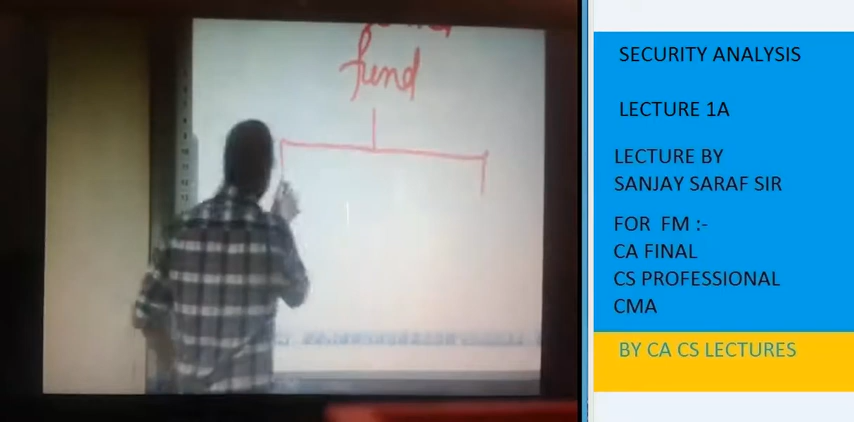 fund
SECURITY ANALYSIS
LECTURE 1A
LECTURE BY
SANJAY SARAF SIR
FOR FM :-
CA FINAL
CS PROFESSIONAL
CMA
BY CA CS LECTURES